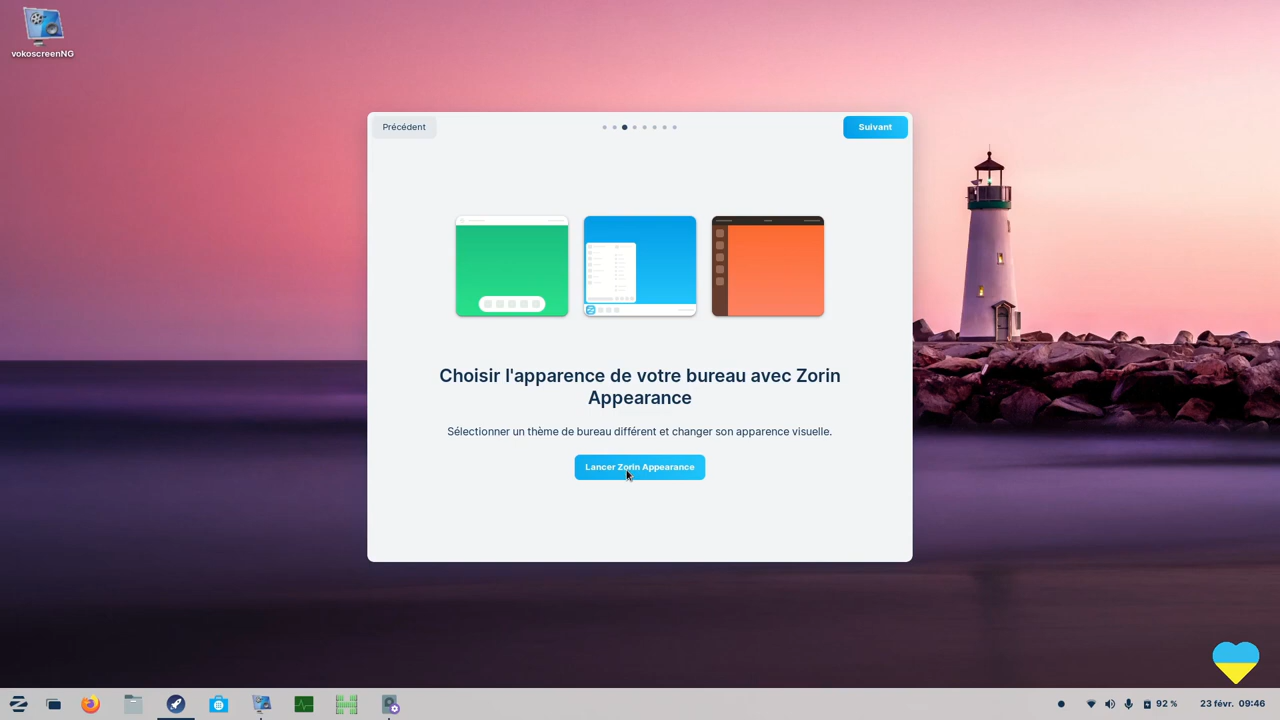 vokoscreenNG
Précédent
Suivant
Choisir l'apparence de votre bureau avec Zorin
Appearance
Sélectionner un thème de bureau différent et changer son apparence visuelle.
Lancer Zorin Appearance
92 %
23 févr. 09:46